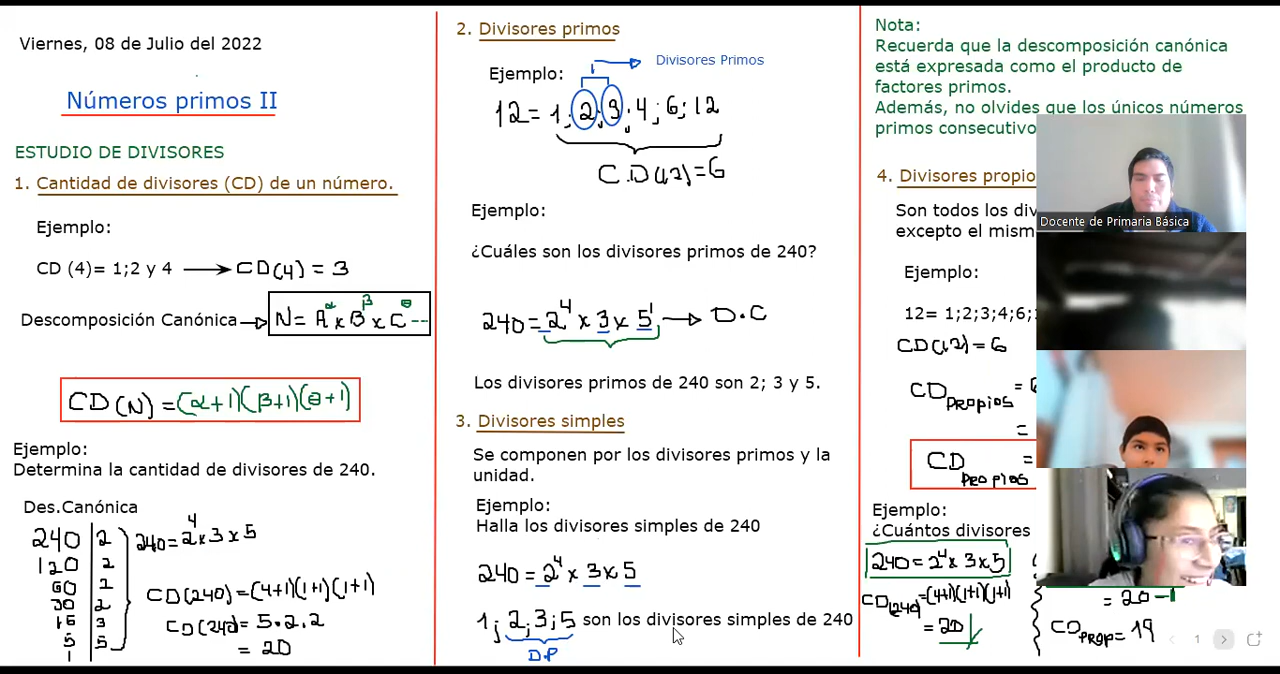 Viernes, 08 de Julio del 2022
Números primos II
ESTUDIO DE DIVISORES
1. Cantidad de divisores (CD) de un número.
Ejemplo:
CD (4)= 1;2 y 4 → CD(4) = 3
Descomposición Canónica → N= A^α x B^β x C^θ ---
CD(N) = (α+1)(β+1)(θ+1)
Ejemplo:
Determina la cantidad de divisores de 240.
Des.Canónica
240 | 2
120 | 2
60 | 2
30 | 2
15 | 3
5 | 5
1
240=2^4 x 3 x 5
CD(240) =(4+1)(1+1)(1+1)
CD(240)= 5.2.2
= 20
2. Divisores primos
Ejemplo:
Divisores Primos
12= 1; 2; 3; 4; 6; 12
C.D(12)=6
Ejemplo:
¿Cuáles son los divisores primos de 240?
240=2^4 x 3 x 5^1 → D.C
Los divisores primos de 240 son 2; 3 y 5.
3. Divisores simples
Se componen por los divisores primos y la
unidad.
Ejemplo:
Halla los divisores simples de 240
240=2^4 x 3 x 5
1; 2;3;5 son los divisores simples de 240
D.P
Nota:
Recuerda que la descomposición canónica
está expresada como el producto de
factores primos.
Además, no olvides que los únicos números
primos consecutivo
4. Divisores propio
Son todos los div
excepto el mism
Ejemplo:
12= 1;2;3;4;6;1
CD(12) = 6
CD PROPIOS =
=
CD PROPIOS =
Ejemplo:
¿Cuántos divisores
240=2^4 x 3 x 5
CD(240) =(4+1)(1+1)(1+1)
= 20
= 20-1
CD PROP = 19
Docente de Primaria Básica
1